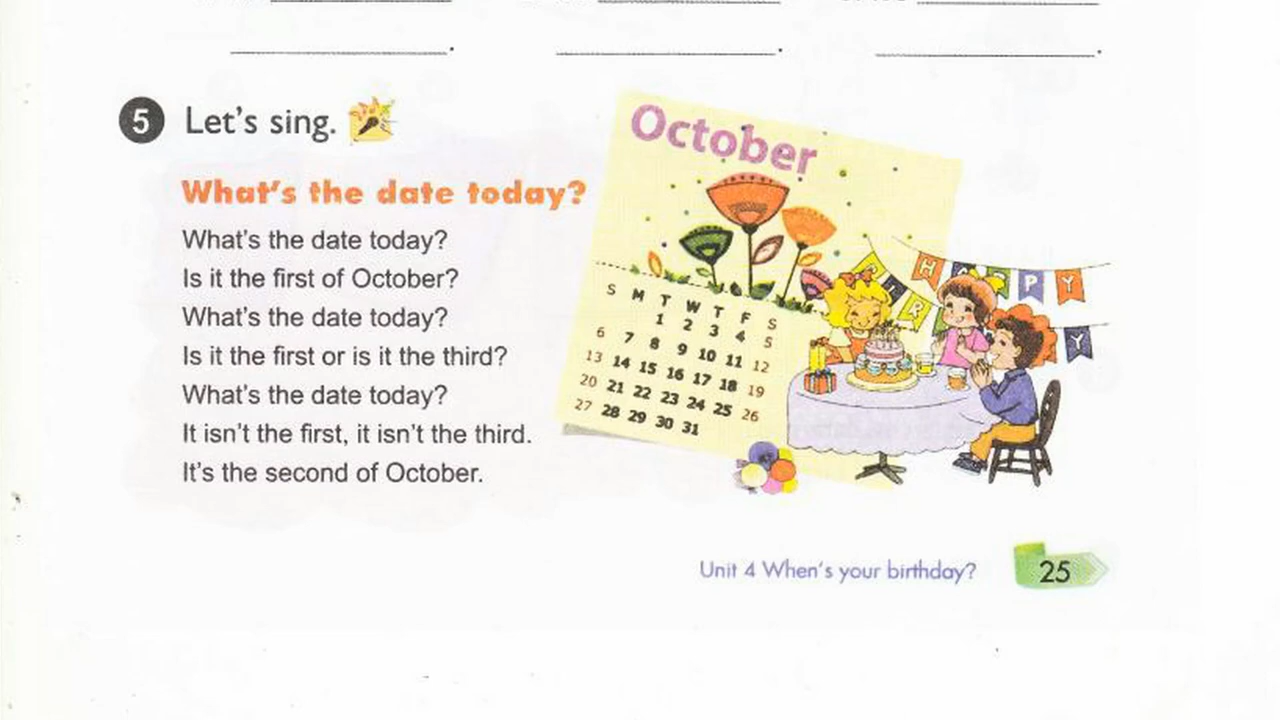 5 Let's sing.
What's the date today?
What's the date today?
Is it the first of October?
What's the date today?
Is it the first or is it the third?
What's the date today?
It isn't the first, it isn't the third.
It's the second of October.
October
S M T W T F S
1 2 3 4 5
6 7 8 9 10 11 12
13 14 15 16 17 18 19
20 21 22 23 24 25 26
27 28 29 30 31
HAPPY
Unit 4 When's your birthday?
25